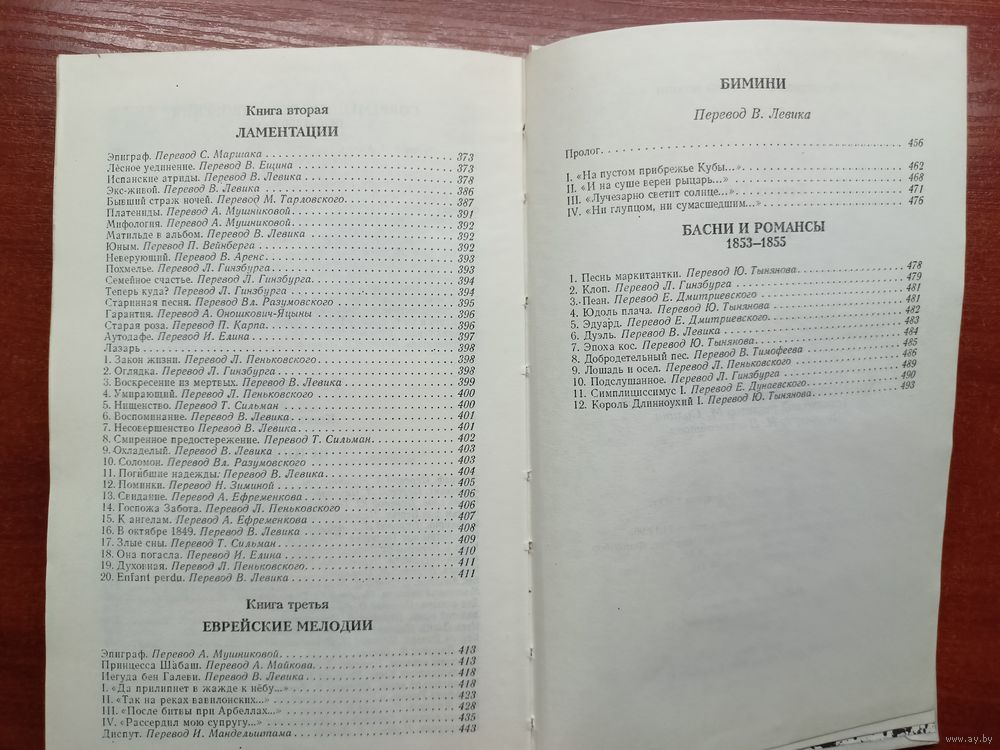 Книга вторая
ЛАМЕНТАЦИИ
Эпиграф. Перевод С. Маршака 373
Лесное уединение. Перевод В. Ещина 373
Испанские атриды. Перевод В. Левика 378
Экс-живой. Перевод В. Левика 386
Бывший страж ночей. Перевод М. Тарловского. 387
Платениды. Перевод А. Мушниковой 391
Мифология. Перевод А. Мушниковой 392
Матильде в альбом. Перевод В. Левика 392
Юным. Перевод П. Вейнберга 392
Неверующий. Перевод В. Аренс 393
Похмелье. Перевод Л. Гинзбурга 393
Семейное счастье. Перевод Л. Гинзбурга. 394
Теперь куда? Перевод Л. Гинзбурга 394
Старинная песня. Перевод Вл. Разумовского 395
Гарантия. Перевод А. Оношкович-Яцыны 396
Старая роза. Перевод П. Карпа. 396
Аутодафе. Перевод И. Елина 397
Лазарь 398
1. Закон жизни. Перевод Л. Пеньковского 398
2. Оглядка. Перевод Л. Гинзбурга 398
3. Воскресение из мертвых. Перевод В. Левика 399
4. Умирающий. Перевод Л. Пеньковского 400
5. Нищенство. Перевод Т. Сильман 400
6. Воспоминание. Перевод В. Левика 401
7. Несовершенство Перевод В. Левика 401
8. Смиренное предостережение. Перевод Т. Сильман 402
9. Охладелый. Перевод В. Левика 403
10. Соломон. Перевод Вл. Разумовского 403
11. Погибшие надежды. Перевод В. Левика 404
12. Поминки. Перевод Н. Зиминой 405
13. Свидание. Перевод А. Ефременкова 406
14. Госпожа Забота. Перевод Л. Пеньковского 406
15. К ангелам. Перевод А. Ефременкова 407
16. В октябре 1849. Перевод В. Левика 408
17. Злые сны. Перевод Т. Сильман 409
18. Она погасла. Перевод И. Елина 410
19. Духовная. Перевод Л. Пеньковского. 411
20. Enfant perdu. Перевод В. Левика 411
Книга третья
ЕВРЕЙСКИЕ МЕЛОДИИ
Эпиграф. Перевод А. Мушниковой. 413
Принцесса Шабаш. Перевод А. Майкова. 413
Иегуда бен Галеви. Перевод В. Левика 418
I. «Да прилипнет в жажде к нёбу...» 418
II. «Так на реках вавилонских...» 423
III. «После битвы при Арбеллах...» 428
IV. «Рассердил мою супругу...» 435
Диспут. Перевод И. Мандельштама 443
БИМИНИ
Перевод В. Левика
Пролог. 456
I. «На пустом прибрежье Кубы...» 462
II. «И на суше верен рыцарь...» 468
III. «Лучезарно светит солнце...» 471
IV. «Ни глупцом, ни сумасшедшим...» 476
БАСНИ И РОМАНСЫ
1853–1855
1. Песнь маркитантки. Перевод Ю. Тынянова 478
2. Клоп. Перевод Л. Гинзбурга 479
3. Пеан. Перевод Е. Дмитриевского 481
4. Юдоль плача. Перевод Ю. Тынянова 481
5. Эдуард. Перевод Е. Дмитриевского. 482
6. Дуэль. Перевод В. Левика 483
7. Эпоха кос. Перевод Ю. Тынякова 484
8. Добродетельный пес. Перевод В. Тимофеева 485
9. Лошадь и осел. Перевод Л. Пеньковского 486
10. Подслушанное. Перевод Л. Гинзбурга 489
11. Симплициссимус I. Перевод Е. Дунаевского. 490
12. Король Длинноухий I. Перевод Ю. Тынянова. 493
www.ay.by